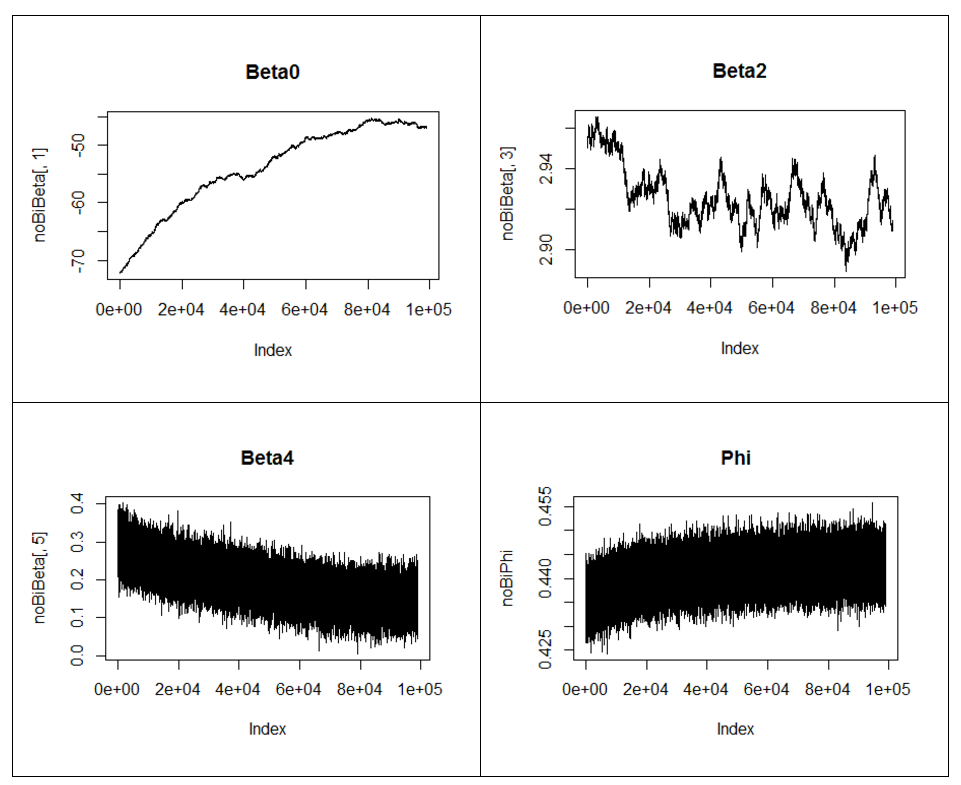 Beta0
noBiBeta[, 1]
-50
-60
-70
0e+00 2e+04 4e+04 6e+04 8e+04 1e+05
Index
Beta2
noBiBeta[, 3]
2.94
2.90
0e+00 2e+04 4e+04 6e+04 8e+04 1e+05
Index
Beta4
noBiBeta[, 5]
0.4
0.3
0.2
0.1
0.0
0e+00 2e+04 4e+04 6e+04 8e+04 1e+05
Index
Phi
noBiPhi
0.455
0.440
0.425
0e+00 2e+04 4e+04 6e+04 8e+04 1e+05
Index